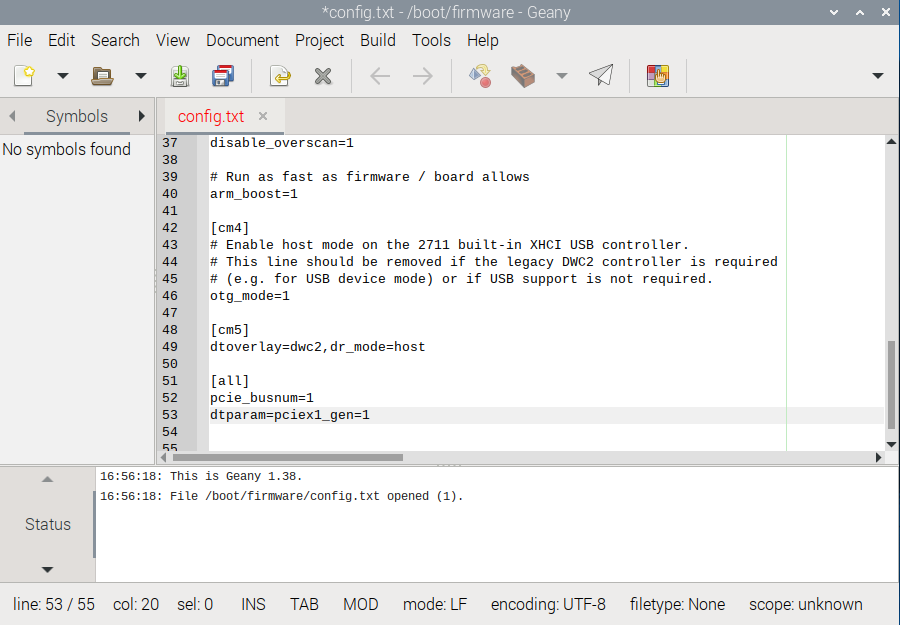 *config.txt - /boot/firmware - Geany
File Edit Search View Document Project Build Tools Help
Symbols
config.txt
No symbols found
37 disable_overscan=1
38
39 # Run as fast as firmware / board allows
40 arm_boost=1
41
42 [cm4]
43 # Enable host mode on the 2711 built-in XHCI USB controller.
44 # This line should be removed if the legacy DWC2 controller is required
45 # (e.g. for USB device mode) or if USB support is not required.
46 otg_mode=1
47
48 [cm5]
49 dtoverlay=dwc2,dr_mode=host
50
51 [all]
52 pcie_busnum=1
53 dtparam=pciex1_gen=1
54
55
16:56:18: This is Geany 1.38.
16:56:18: File /boot/firmware/config.txt opened (1).
Status
line: 53 / 55 col: 20 sel: 0 INS TAB MOD mode: LF encoding: UTF-8 filetype: None scope: unknown